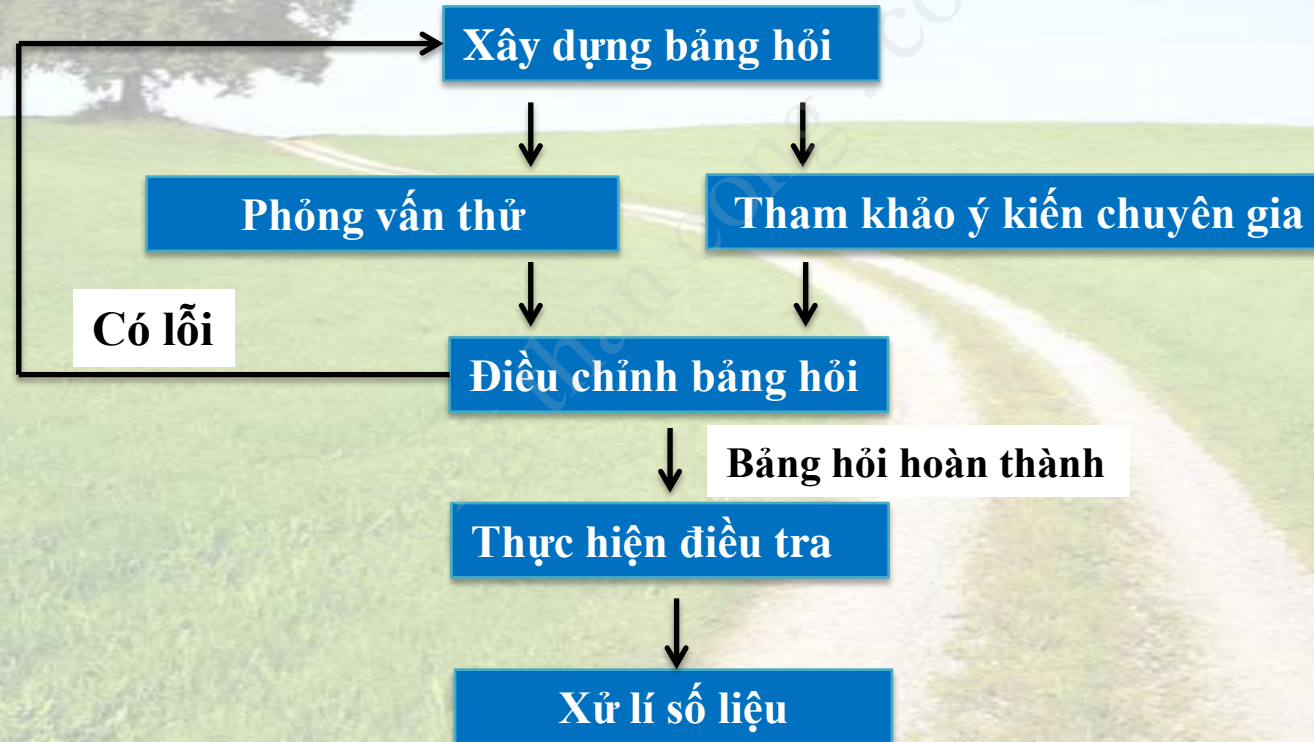 Xây dựng bảng hỏi
Phỏng vấn thử
Tham khảo ý kiến chuyên gia
Có lỗi
Điều chỉnh bảng hỏi
Bảng hỏi hoàn thành
Thực hiện điều tra
Xử lí số liệu